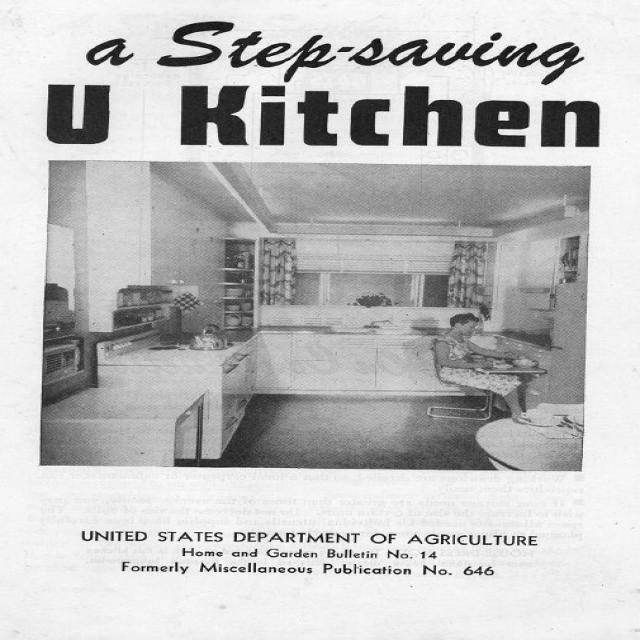 a Step-saving
U Kitchen
UNITED STATES DEPARTMENT OF AGRICULTURE
Home and Garden Bulletin No. 14
Formerly Miscellaneous Publication No. 646